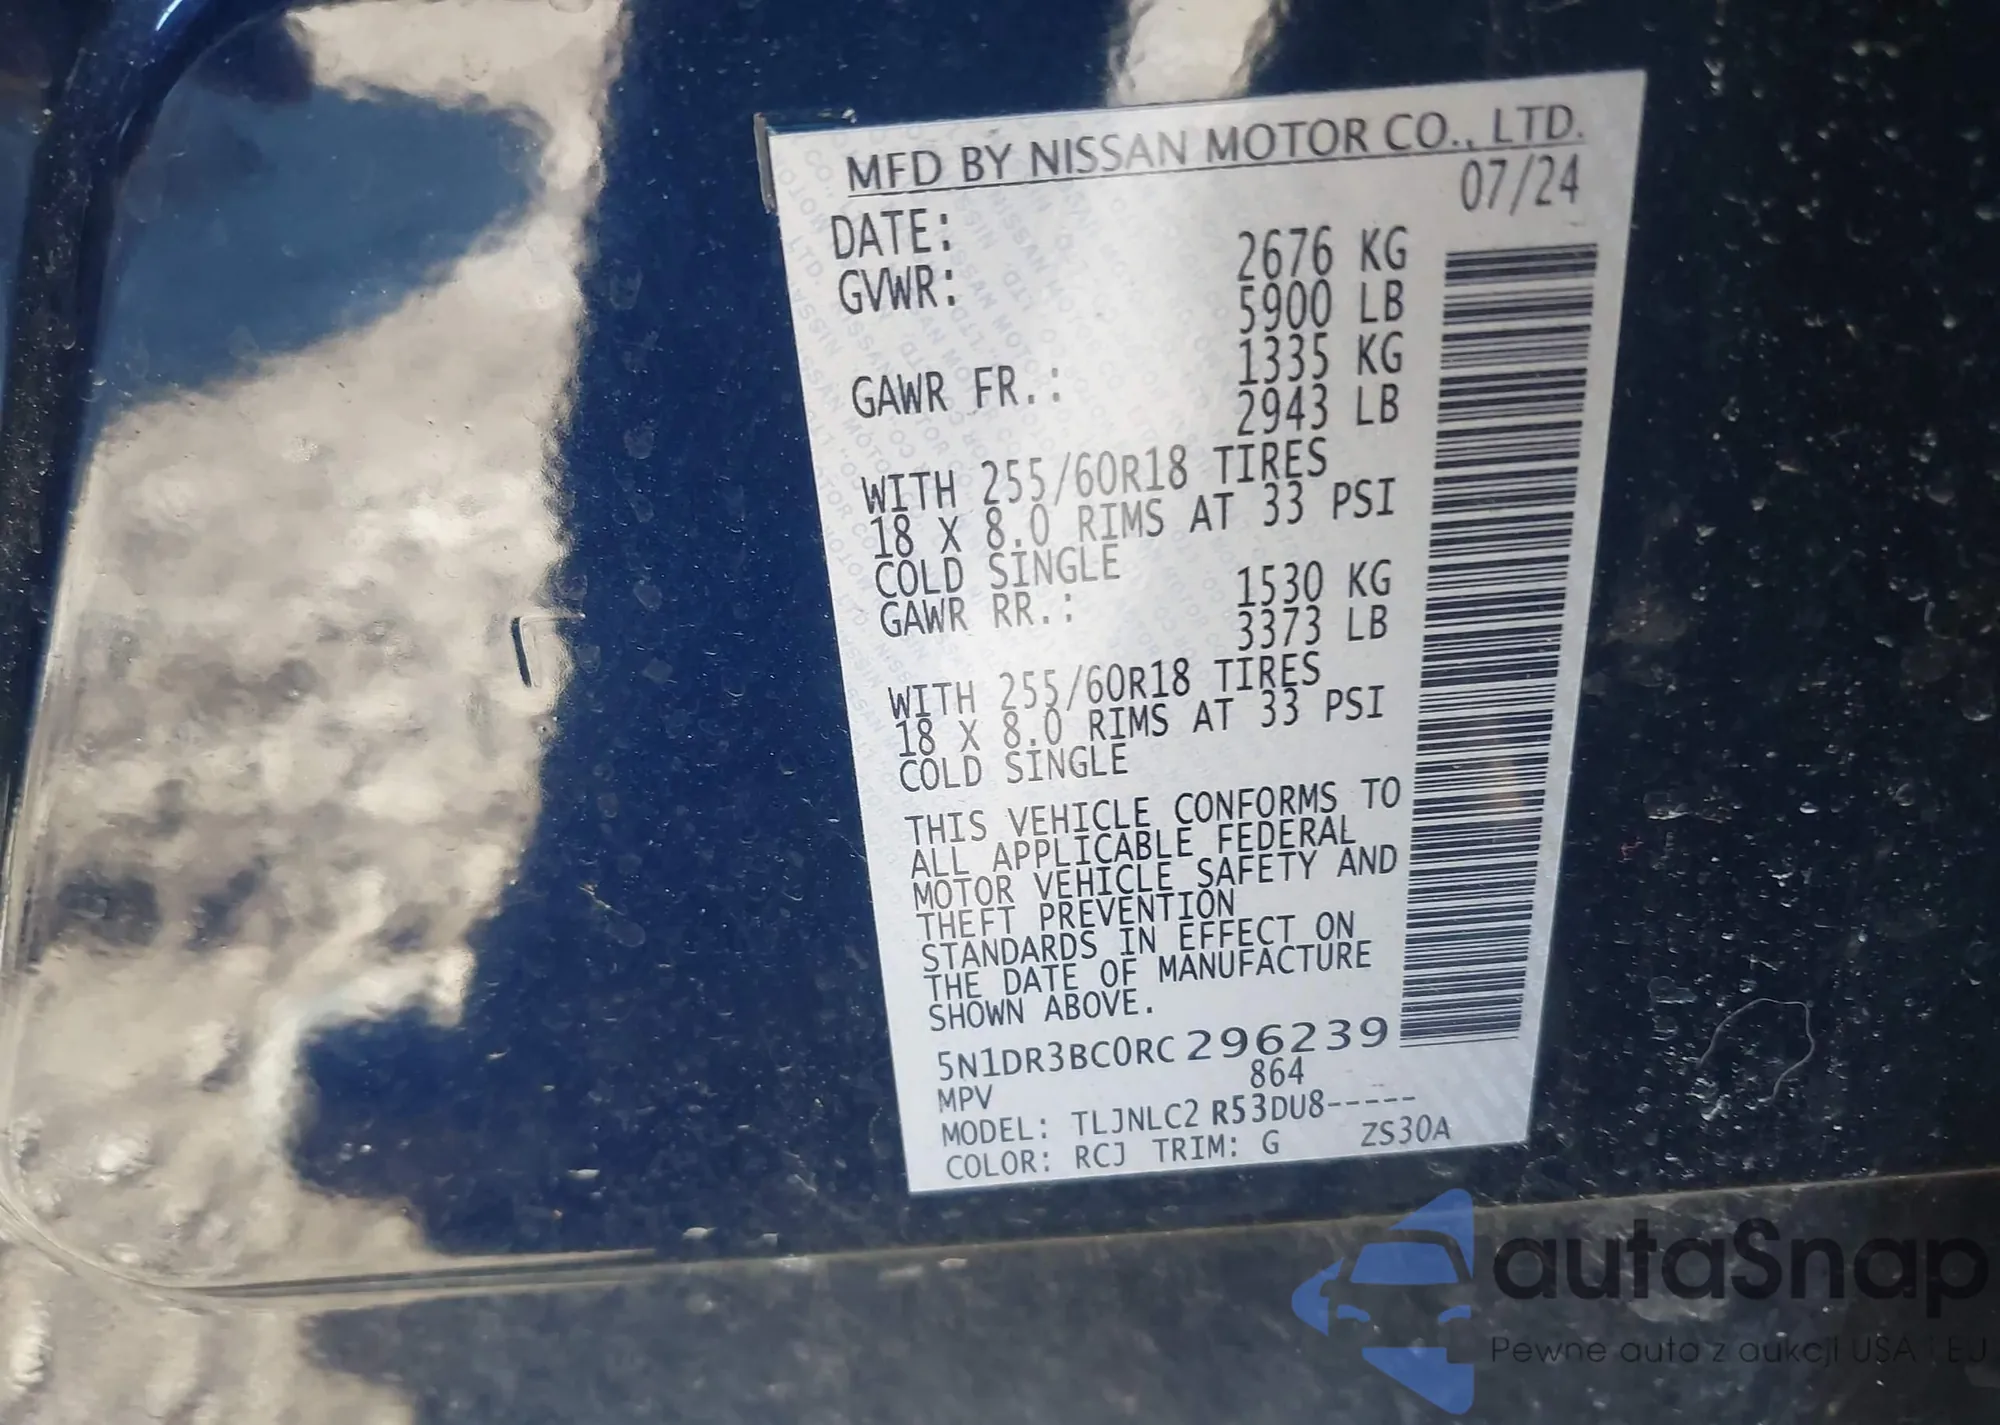 MFD BY NISSAN MOTOR CO., LTD.
DATE: 07/24
GVWR: 2676 KG
5900 LB
GAWR FR.: 1335 KG
2943 LB
WITH 255/60R18 TIRES
18 X 8.0 RIMS AT 33 PSI
COLD SINGLE
GAWR RR.: 1530 KG
3373 LB
WITH 255/60R18 TIRES
18 X 8.0 RIMS AT 33 PSI
COLD SINGLE
THIS VEHICLE CONFORMS TO
ALL APPLICABLE FEDERAL
MOTOR VEHICLE SAFETY AND
THEFT PREVENTION
STANDARDS IN EFFECT ON
THE DATE OF MANUFACTURE
SHOWN ABOVE.
5N1DR3BC0RC296239
MPV 864
MODEL: TLJNLC2 R53DU8-----
COLOR: RCJ TRIM: G ZS30A
autaSnap
Pewne auta z aukcji USA i EU